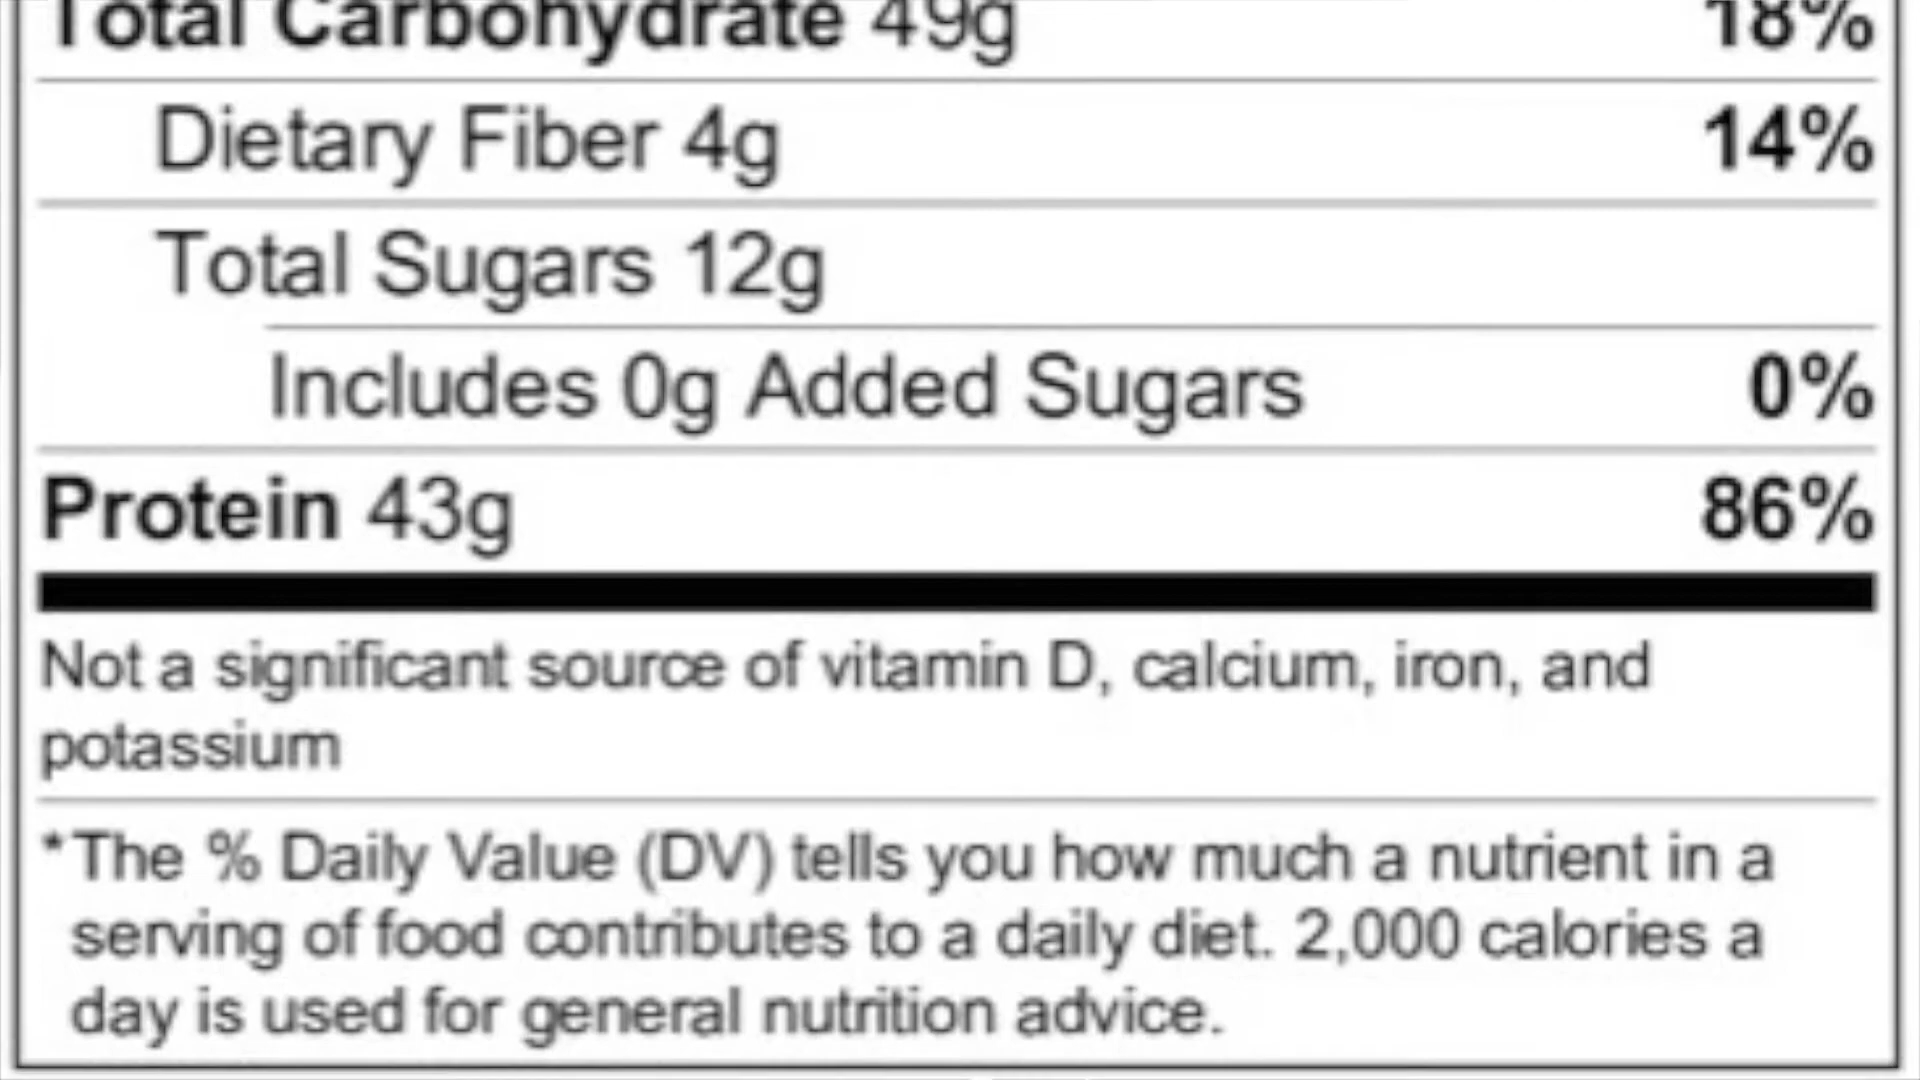 Total Carbohydrate 49g 18%
Dietary Fiber 4g 14%
Total Sugars 12g
Includes 0g Added Sugars 0%
Protein 43g 86%
Not a significant source of vitamin D, calcium, iron, and
potassium
*The % Daily Value (DV) tells you how much a nutrient in a
serving of food contributes to a daily diet. 2,000 calories a
day is used for general nutrition advice.